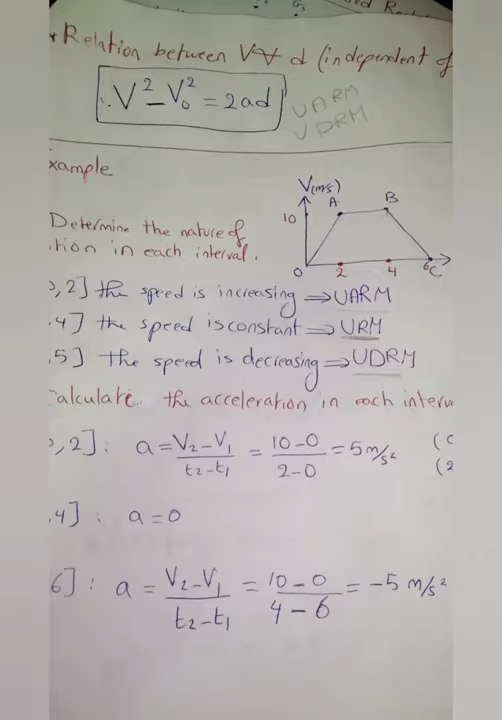 * Relation between V & d (independent of
∴ V² - V₀² = 2ad
UARM
UDRM
xample
V(m/s)
A
B
10
0
2
4
6
C
Determine the nature of
tion in each interval.
,2] the speed is increasing ⇒ UARM
.4] the speed is constant ⇒ URM
.5] the speed is decreasing ⇒ UDRM
alculate the acceleration in each interv
,2]: a = V₂-V₁/t₂-t₁ = 10-0/2-0 = 5 m/s²
(2
.4]: a = 0
6]: a = V₂-V₁/t₂-t₁ = 10-0/4-6 = -5 m/s²